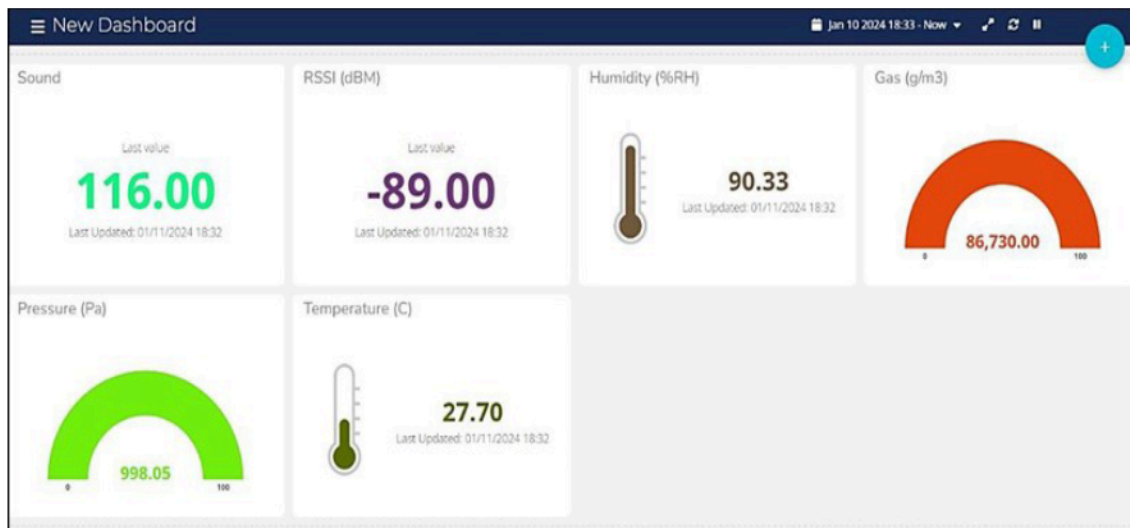 New Dashboard
Jan 10 2024 18:33 - Now
+
Sound
Last value
116.00
Last Updated: 01/11/2024 18:32
RSSI (dBM)
Last value
-89.00
Last Updated: 01/11/2024 18:32
Humidity (%RH)
90.33
Last Updated: 01/11/2024 18:32
Gas (g/m3)
86,730.00
0
100
Pressure (Pa)
998.05
0
100
Temperature (C)
27.70
Last Updated: 01/11/2024 18:32